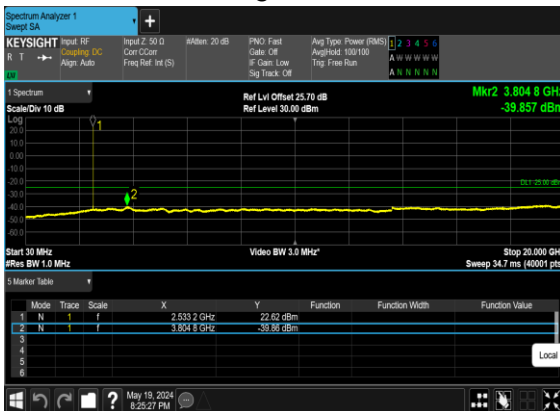 Spectrum Analyzer 1
Swept SA
+
KEYSIGHT Input: RF Input Z: 50 Ω #Atten: 20 dB PNO: Fast Avg Type: Power (RMS) 1 2 3 4 5 6
R T Coupling: DC Corr CCorr Gate: Off Avg|Hold: 100/100 A W W W W W
Align: Auto Freq Ref: Int (S) IF Gain: Low Trig: Free Run
LV Sig Track: Off A N N N N N
1 Spectrum Ref Lvl Offset 25.70 dB Mkr2 3.804 8 GHz
Scale/Div 10 dB Ref Level 30.00 dBm -39.857 dBm
Log
20.0
10.0
0.00
-10.0
-20.0
-30.0
-40.0
-50.0
-60.0
1
2
Start 30 MHz Video BW 3.0 MHz* Stop 20.000 GH
#Res BW 1.0 MHz Sweep 34.7 ms (40001 pts
5 Marker Table
Mode Trace Scale X Y Function Function Width Function Value
1 N 1 f 2.533 2 GHz 22.62 dBm
2 N 1 f 3.804 8 GHz -39.86 dBm
3
4
5
6
Local
? May 19, 2024
8:25:27 PM